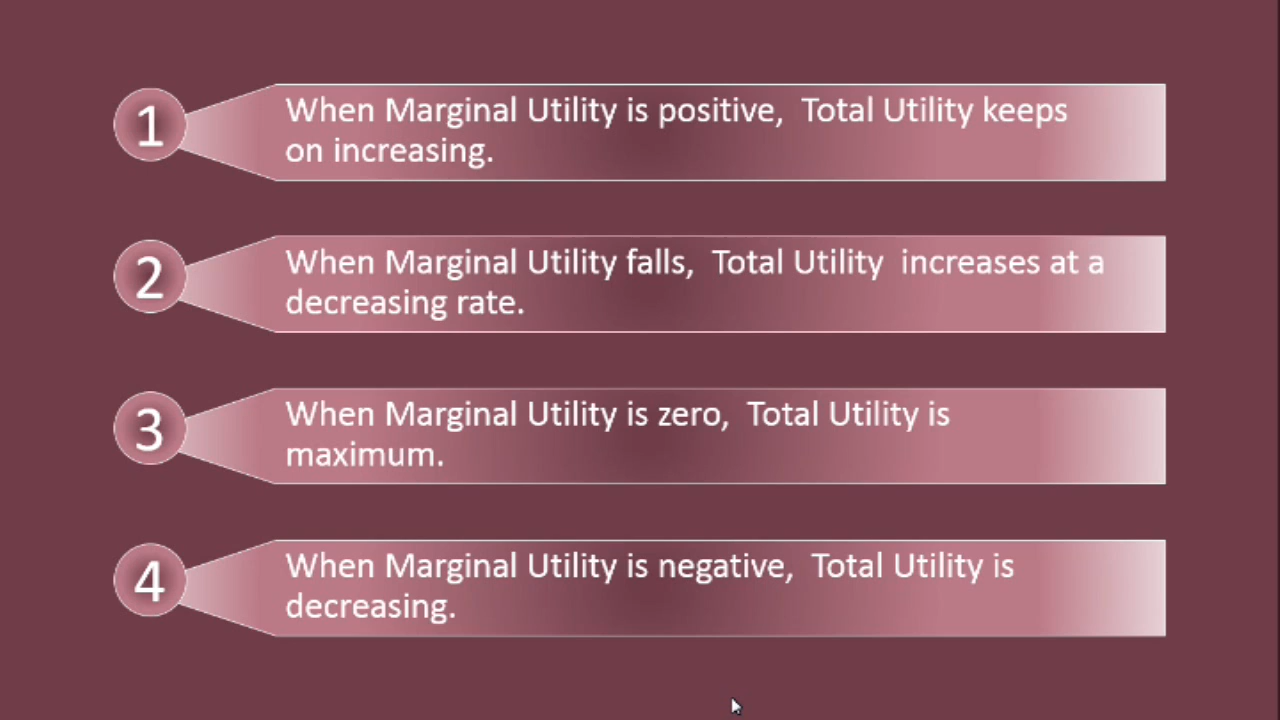 1
When Marginal Utility is positive,  Total Utility keeps
on increasing.
2
When Marginal Utility falls,  Total Utility  increases at a
decreasing rate.
3
When Marginal Utility is zero,  Total Utility is
maximum.
4
When Marginal Utility is negative,  Total Utility is
decreasing.